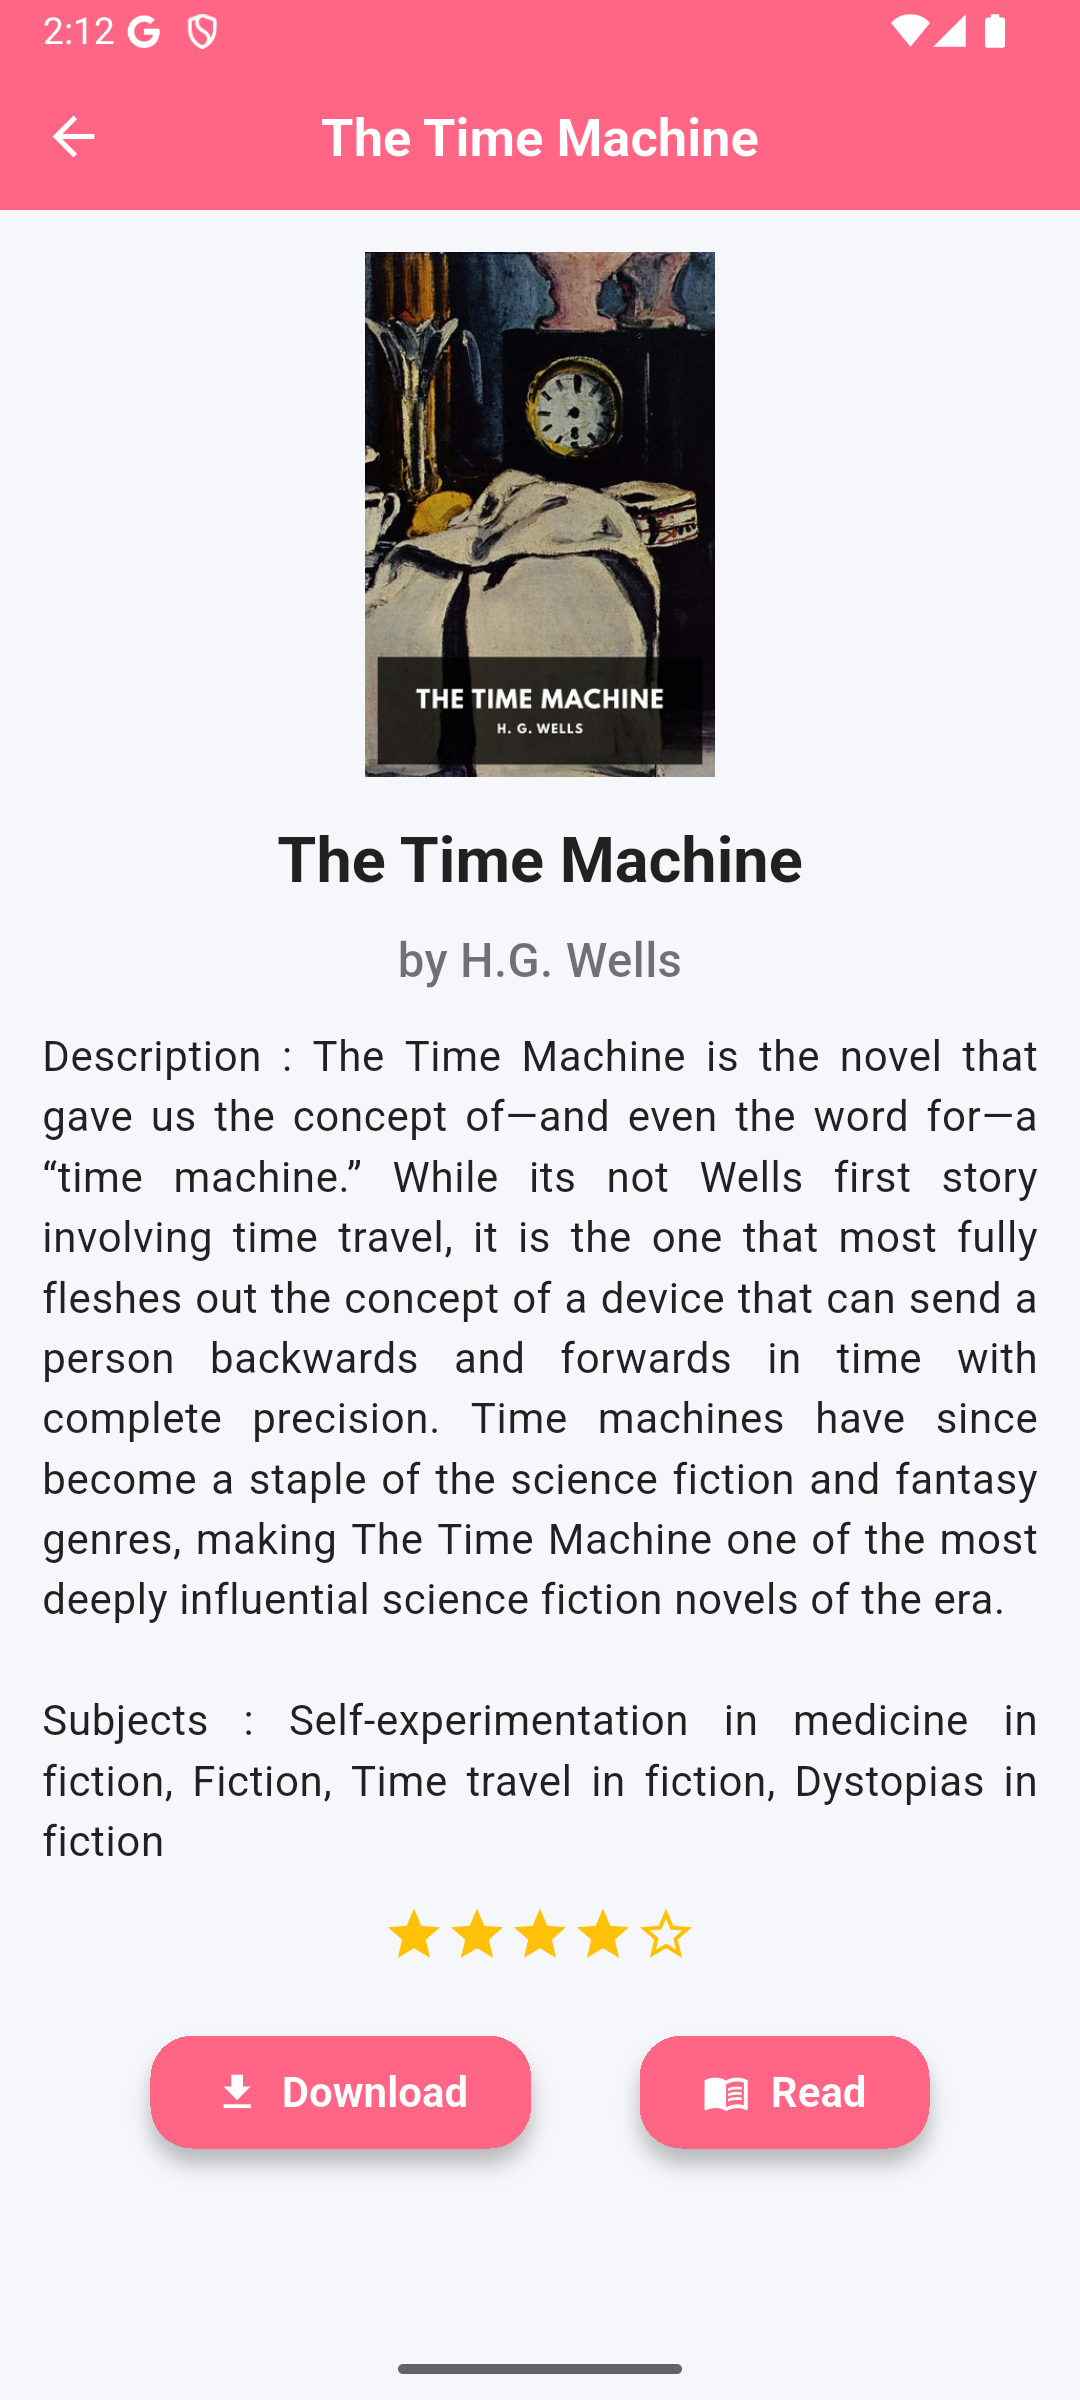 2:12
The Time Machine
THE TIME MACHINE
H. G. WELLS
The Time Machine
by H.G. Wells
Description : The Time Machine is the novel that
gave us the concept of—and even the word for—a
“time machine.” While its not Wells first story
involving time travel, it is the one that most fully
fleshes out the concept of a device that can send a
person backwards and forwards in time with
complete precision. Time machines have since
become a staple of the science fiction and fantasy
genres, making The Time Machine one of the most
deeply influential science fiction novels of the era.
Subjects : Self-experimentation in medicine in
fiction, Fiction, Time travel in fiction, Dystopias in
fiction
Download
Read